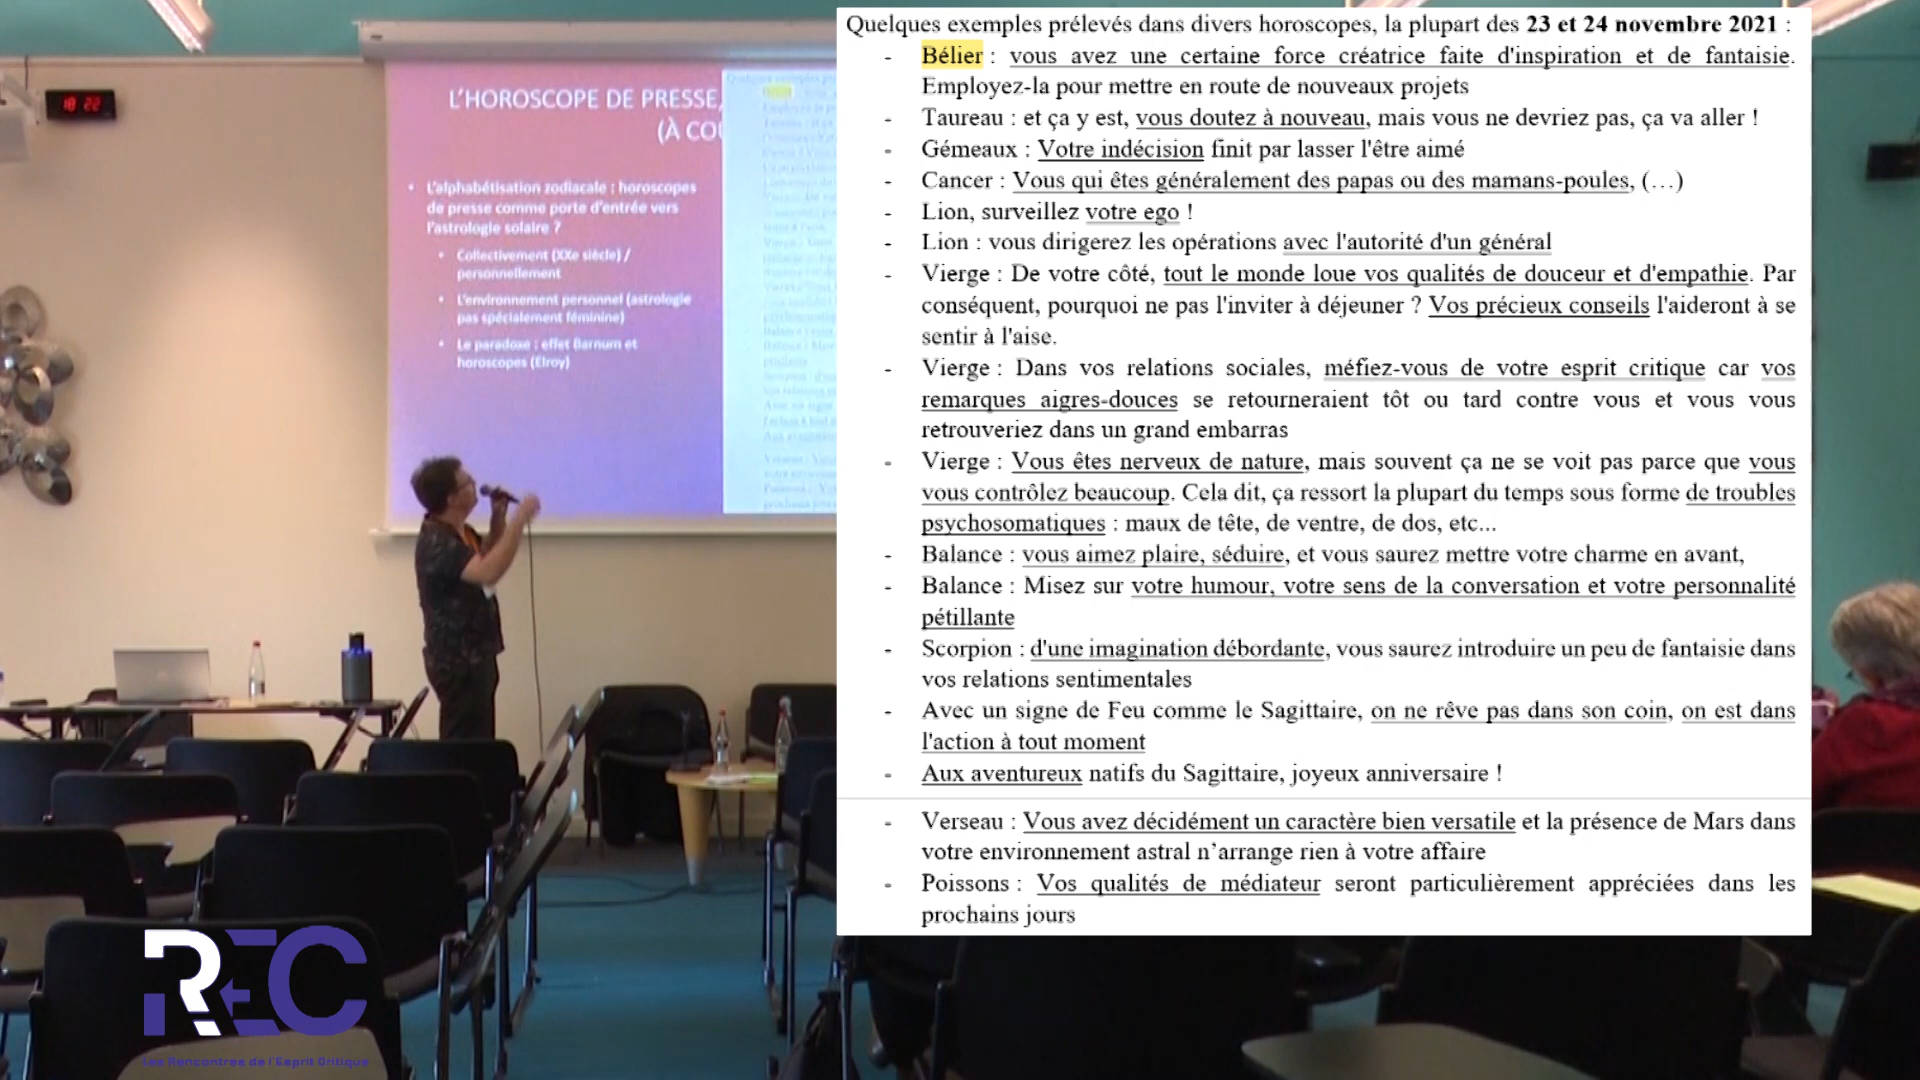 Quelques exemples prélevés dans divers horoscopes, la plupart des 23 et 24 novembre 2021 :
- Bélier : vous avez une certaine force créatrice faite d'inspiration et de fantaisie.
Employez-la pour mettre en route de nouveaux projets
- Taureau : et ça y est, vous doutez à nouveau, mais vous ne devriez pas, ça va aller !
- Gémeaux : Votre indécision finit par lasser l'être aimé
- Cancer : Vous qui êtes généralement des papas ou des mamans-poules, (…)
- Lion, surveillez votre ego !
- Lion : vous dirigerez les opérations avec l'autorité d'un général
- Vierge : De votre côté, tout le monde loue vos qualités de douceur et d'empathie. Par
conséquent, pourquoi ne pas l'inviter à déjeuner ? Vos précieux conseils l'aideront à se
sentir à l'aise.
- Vierge : Dans vos relations sociales, méfiez-vous de votre esprit critique car vos
remarques aigres-douces se retourneraient tôt ou tard contre vous et vous vous
retrouveriez dans un grand embarras
- Vierge : Vous êtes nerveux de nature, mais souvent ça ne se voit pas parce que vous
vous contrôlez beaucoup. Cela dit, ça ressort la plupart du temps sous forme de troubles
psychosomatiques : maux de tête, de ventre, de dos, etc...
- Balance : vous aimez plaire, séduire, et vous saurez mettre votre charme en avant,
- Balance : Misez sur votre humour, votre sens de la conversation et votre personnalité
pétillante
- Scorpion : d'une imagination débordante, vous saurez introduire un peu de fantaisie dans
vos relations sentimentales
- Avec un signe de Feu comme le Sagittaire, on ne rêve pas dans son coin, on est dans
l'action à tout moment
- Aux aventureux natifs du Sagittaire, joyeux anniversaire !
- Verseau : Vous avez décidément un caractère bien versatile et la présence de Mars dans
votre environnement astral n’arrange rien à votre affaire
- Poissons : Vos qualités de médiateur seront particulièrement appréciées dans les
prochains jours
18 22
L'HOROSCOPE DE PRESSE,
(À COU
• L'alphabétisation zodiacale : horoscopes
de presse comme porte d'entrée vers
l'astrologie solaire ?
• Collectivement (XXe siècle) /
personnellement
• L'environnement personnel (astrologie
pas spécialement féminine)
• Le paradoxe : effet Barnum et
horoscopes (Elroy)
REC
Les Rencontres de l'Esprit Critique